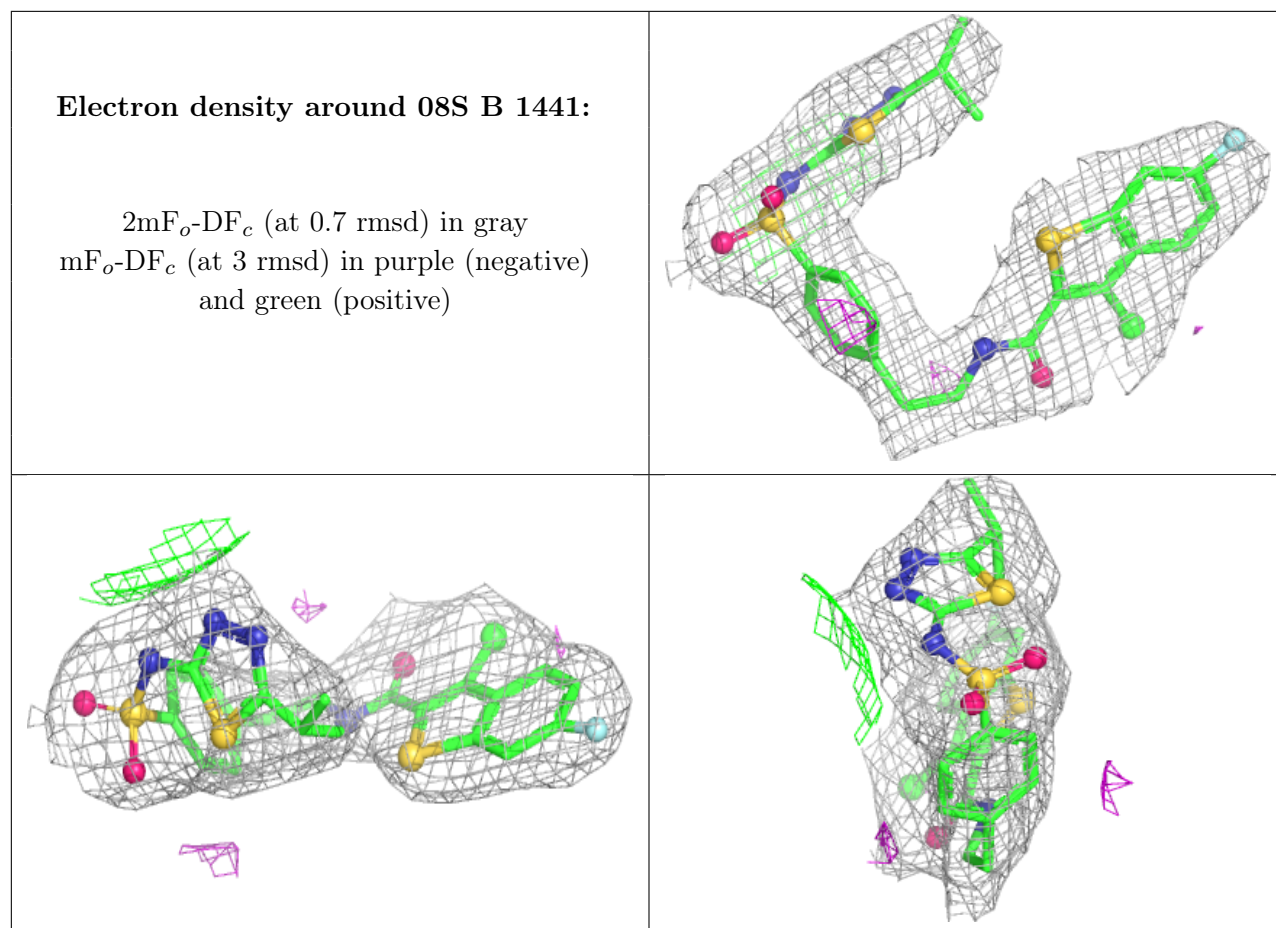 Electron density around 08S B 1441:
2mFo-DFc (at 0.7 rmsd) in gray
mFo-DFc (at 3 rmsd) in purple (negative)
and green (positive)